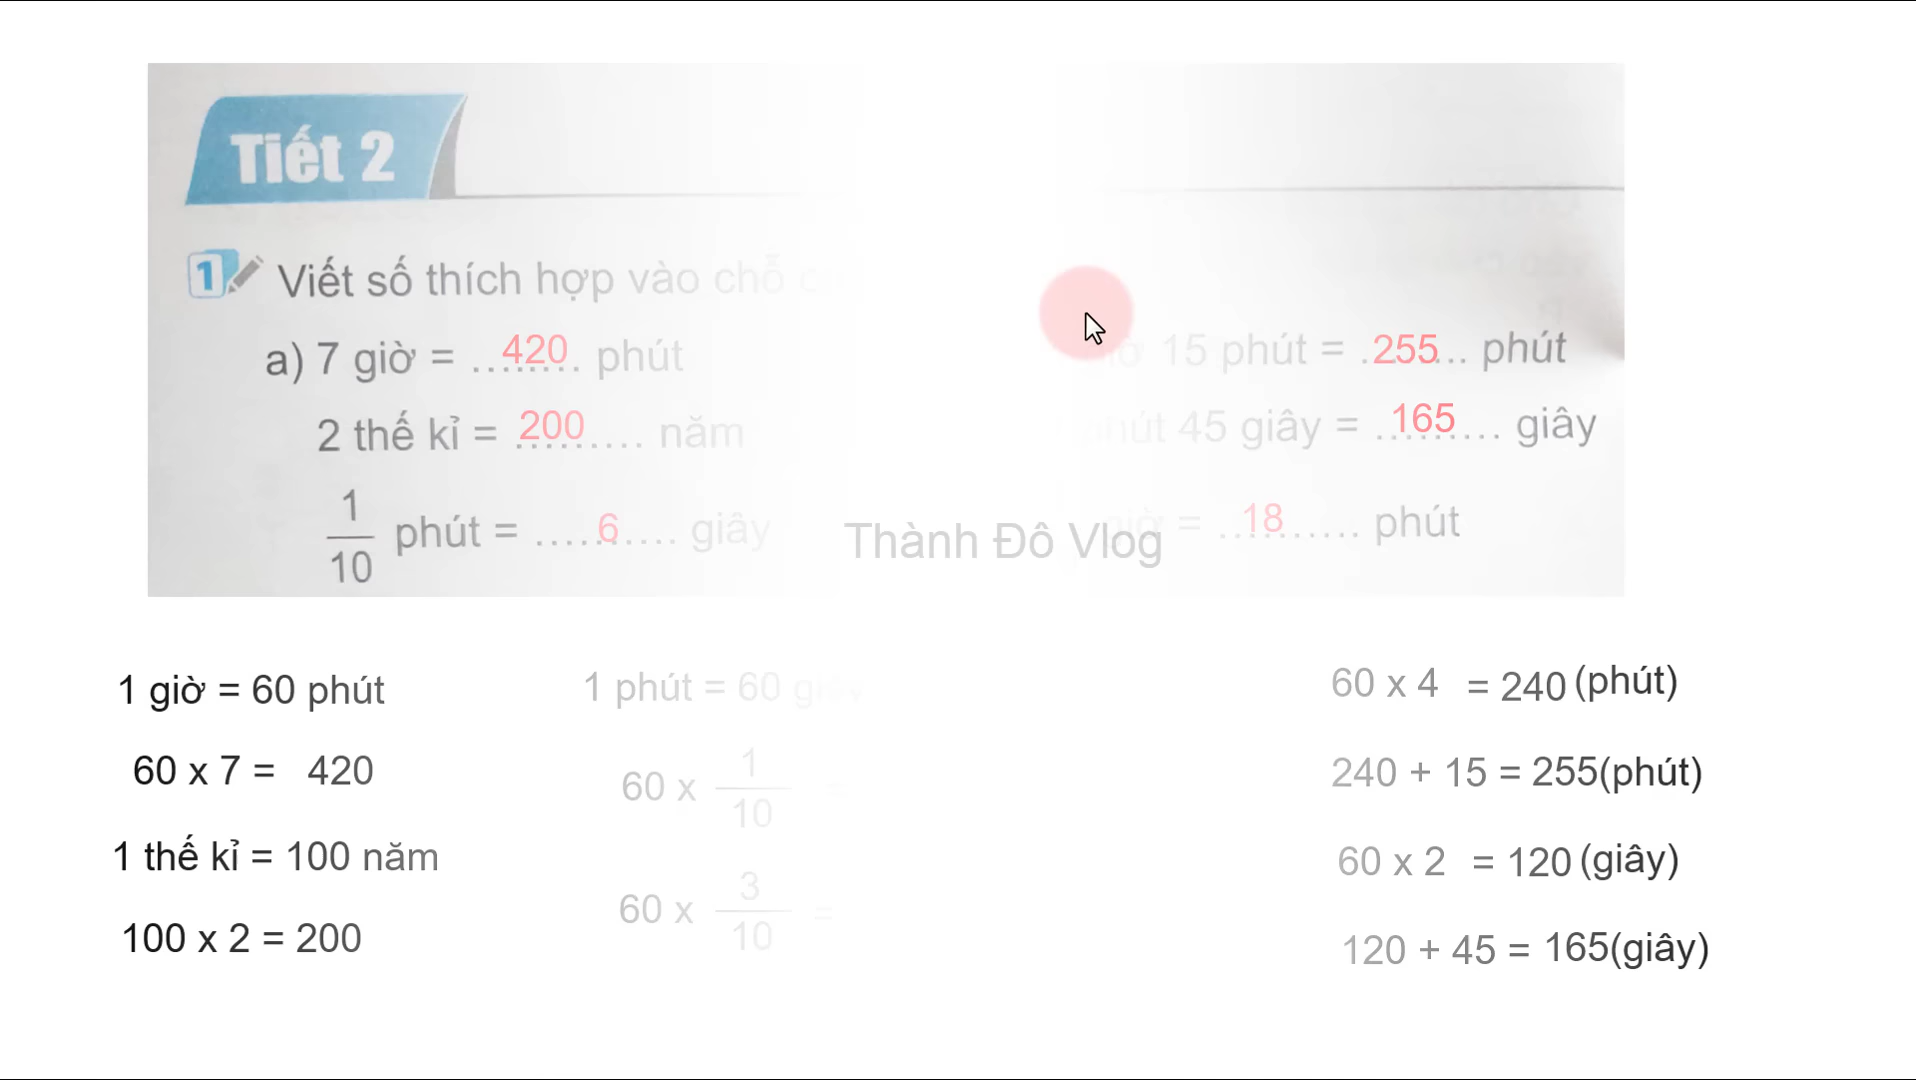 Tiết 2
1 Viết số thích hợp vào chỗ
a) 7 giờ = ...420... phút
15 phút = .255... phút
2 thế kỉ = .200...... năm
phút 45 giây = ..165.... giây
1/10 phút = .....6.... giây
giờ = ..18...... phút
Thành Đô Vlog
1 giờ = 60 phút
60 x 7 = 420
1 thế kỉ = 100 năm
100 x 2 = 200
1 phút = 60 giây
60 x 1/10 =
60 x 3/10 =
60 x 4 = 240 (phút)
240 + 15 = 255(phút)
60 x 2 = 120 (giây)
120 + 45 = 165(giây)